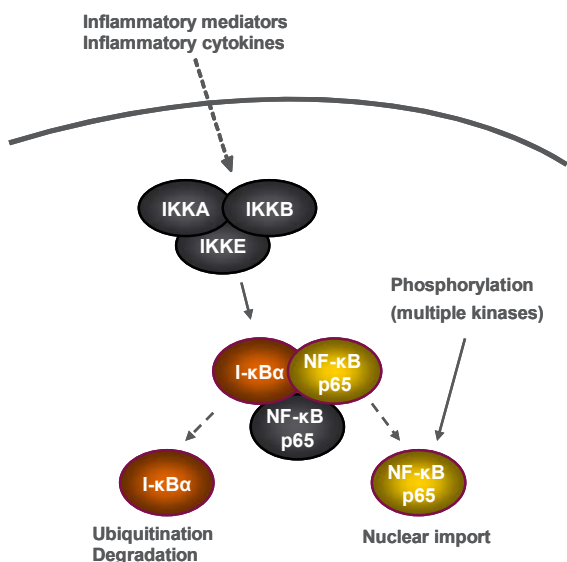 Inflammatory mediators
Inflammatory cytokines
IKKA
IKKB
IKKE
Phosphorylation
(multiple kinases)
I-κBα
NF-κB
p65
NF-κB
p65
I-κBα
NF-κB
p65
Ubiquitination
Degradation
Nuclear import